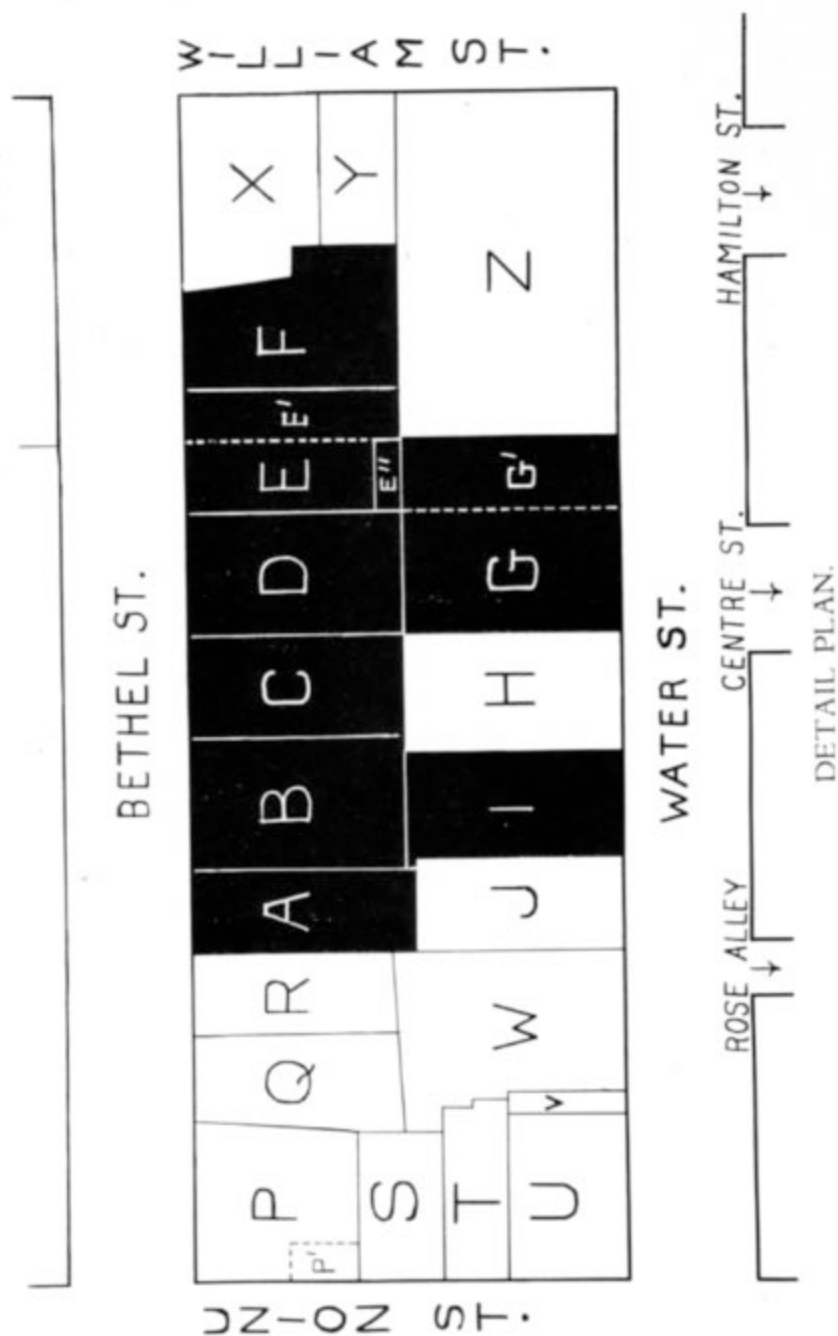 BETHEL ST.
UNION ST.
WILLIAM ST.
P
P'
Q
R
A
B
C
D
E
E'
E''
F
X
Y
S
T
U
V
W
J
I
H
G
G'
Z
WATER ST.
ROSE ALLEY
CENTRE ST.
HAMILTON ST.
DETAIL PLAN.